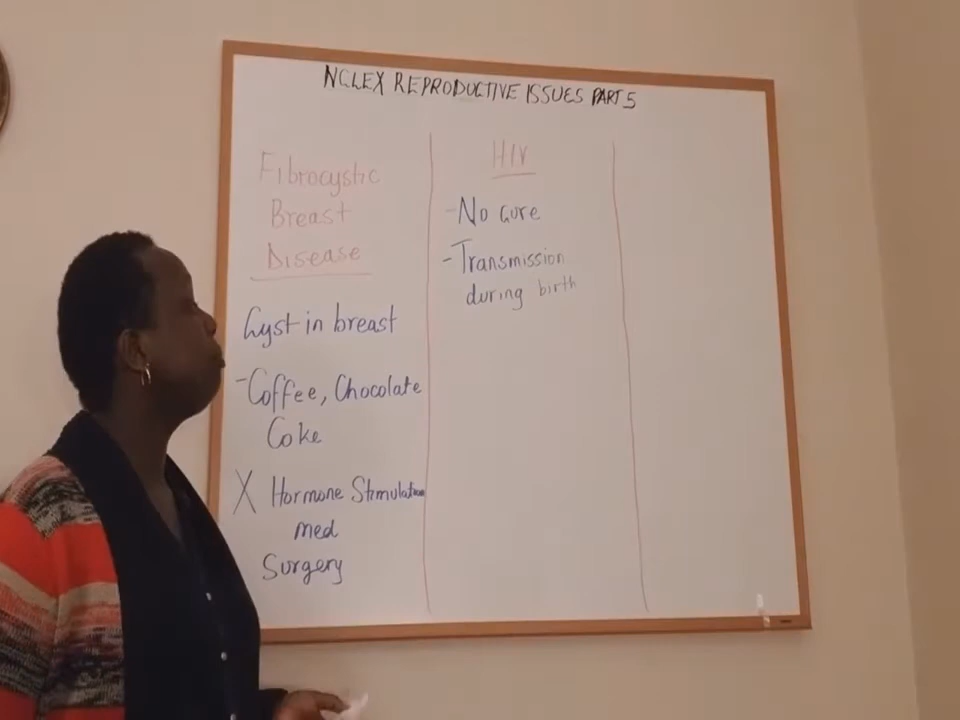 NCLEX REPRODUCTIVE ISSUES PART 5
Fibrocystic
Breast
Disease
Cyst in breast
-Coffee, Chocolate
Coke
X Hormone Stimulation
med
Surgery
HIV
-No Cure
-Transmission
during birth